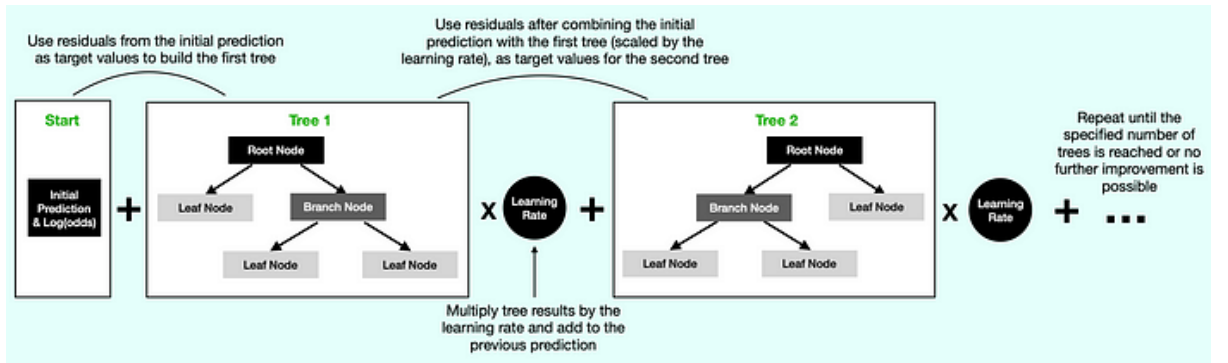 Use residuals from the initial prediction
as target values to build the first tree
Use residuals after combining the initial
prediction with the first tree (scaled by the
learning rate), as target values for the second tree
Start
Initial
Prediction
& Log(odds)
+
Tree 1
Root Node
Leaf Node
Branch Node
Leaf Node
Leaf Node
x
Learning
Rate
Multiply tree results by the
learning rate and add to the
previous prediction
+
Tree 2
Root Node
Branch Node
Leaf Node
Leaf Node
Leaf Node
x
Learning
Rate
+
Repeat until the
specified number of
trees is reached or no
further improvement is
possible
...